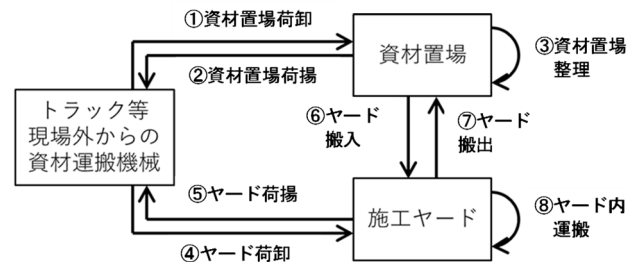 ①資材置場荷卸
②資材置場荷揚
資材置場
③資材置場
整理
トラック等
現場外からの
資材運搬機械
⑥ヤード
搬入
⑦ヤード
搬出
⑤ヤード荷揚
④ヤード荷卸
施工ヤード
⑧ヤード内
運搬